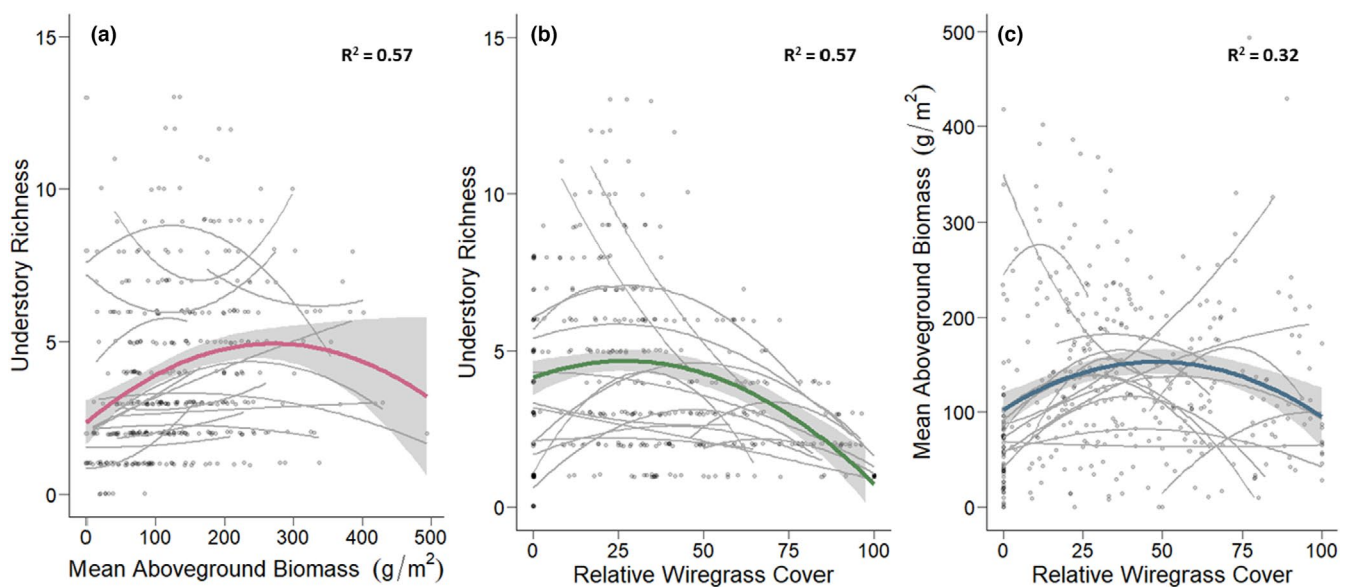 (a)
R² = 0.57
15
10
5
0
Understory Richness
0 100 200 300 400 500
Mean Aboveground Biomass (g/m²)
(b)
R² = 0.57
15
10
5
0
Understory Richness
0 25 50 75 100
Relative Wiregrass Cover
(c)
R² = 0.32
500
400
300
200
100
0
Mean Aboveground Biomass (g/m²)
0 25 50 75 100
Relative Wiregrass Cover